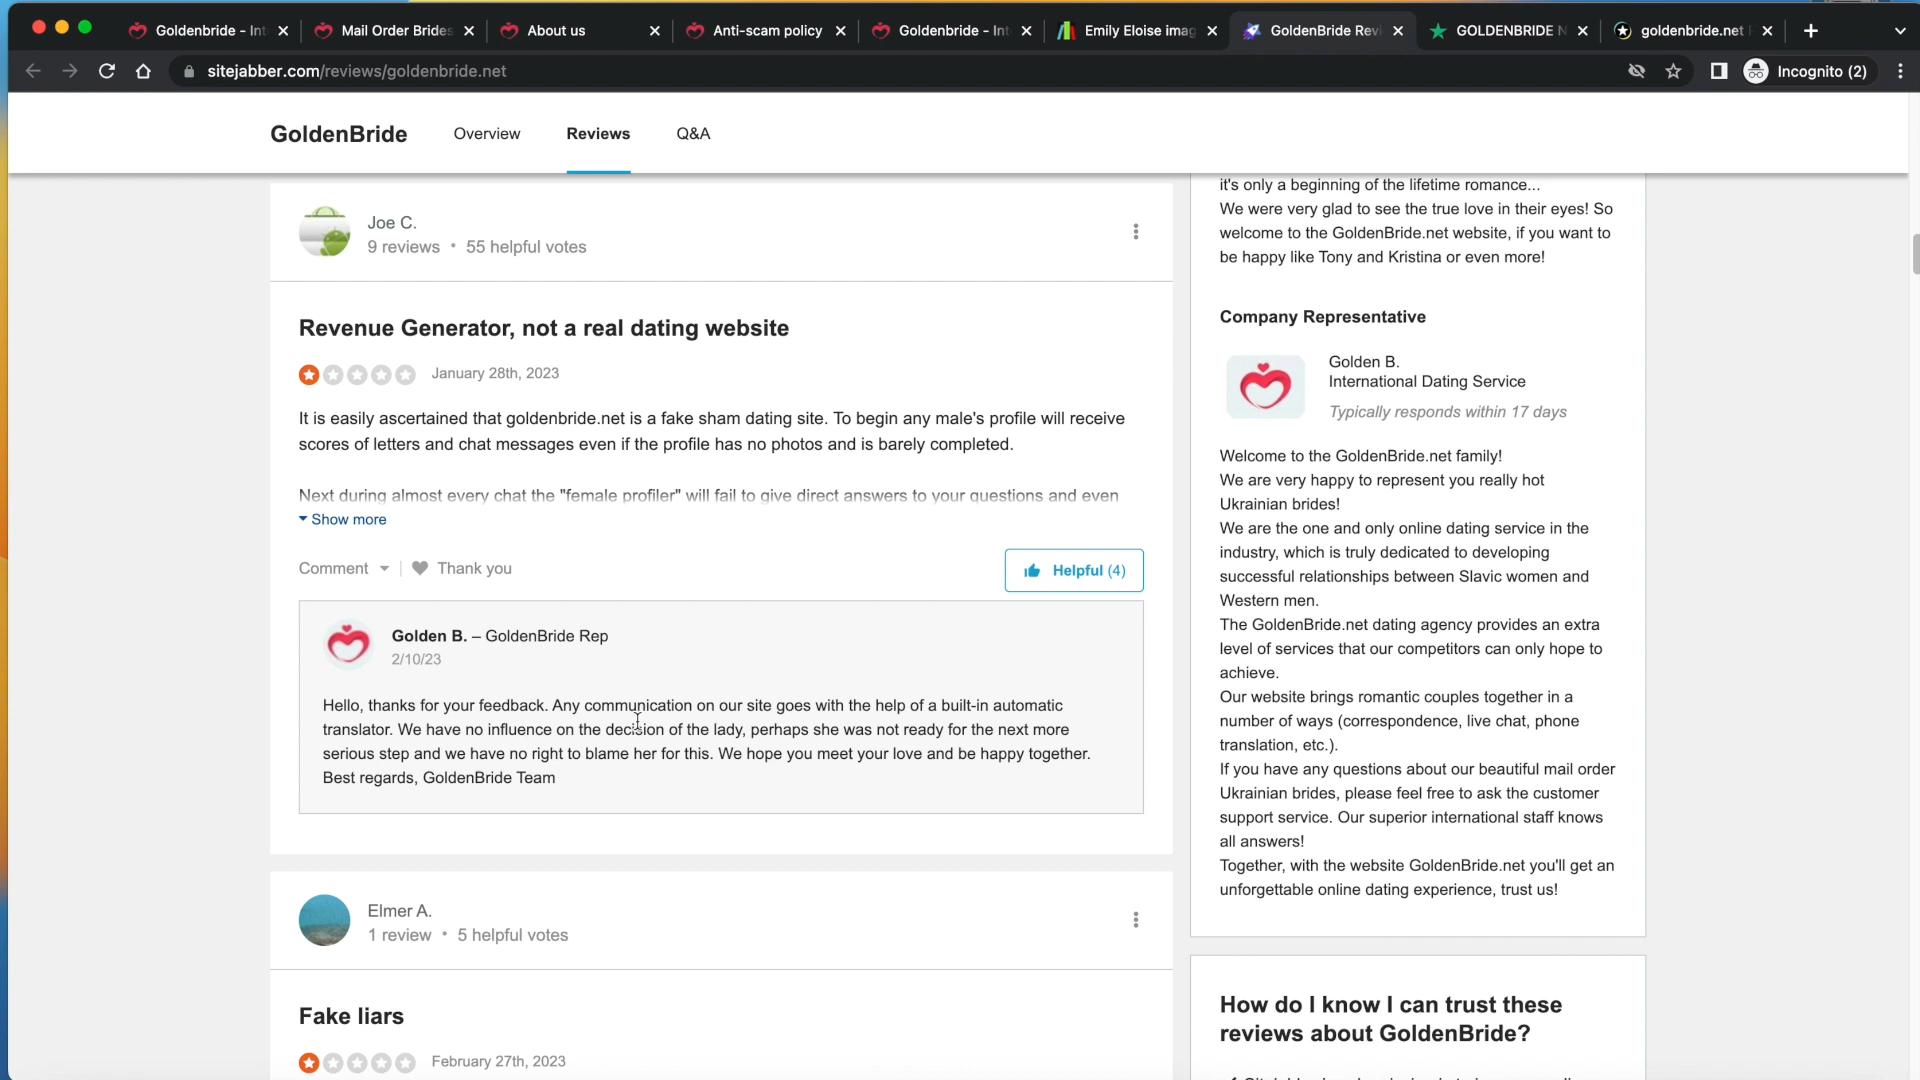 Goldenbride - Int
Mail Order Brides
About us
Anti-scam policy
Goldenbride - Int
Emily Eloise imag
GoldenBride Revi
GOLDENBRIDE N
goldenbride.net
sitejabber.com/reviews/goldenbride.net
Incognito (2)
GoldenBride
Overview
Reviews
Q&A
Joe C.
9 reviews • 55 helpful votes
Revenue Generator, not a real dating website
January 28th, 2023
It is easily ascertained that goldenbride.net is a fake sham dating site. To begin any male's profile will receive
scores of letters and chat messages even if the profile has no photos and is barely completed.
Next during almost every chat the "female profiler" will fail to give direct answers to your questions and even
Show more
Comment
Thank you
Helpful (4)
Golden B. – GoldenBride Rep
2/10/23
Hello, thanks for your feedback. Any communication on our site goes with the help of a built-in automatic
translator. We have no influence on the decision of the lady, perhaps she was not ready for the next more
serious step and we have no right to blame her for this. We hope you meet your love and be happy together.
Best regards, GoldenBride Team
Elmer A.
1 review • 5 helpful votes
Fake liars
February 27th, 2023
it's only a beginning of the lifetime romance...
We were very glad to see the true love in their eyes! So
welcome to the GoldenBride.net website, if you want to
be happy like Tony and Kristina or even more!
Company Representative
Golden B.
International Dating Service
Typically responds within 17 days
Welcome to the GoldenBride.net family!
We are very happy to represent you really hot
Ukrainian brides!
We are the one and only online dating service in the
industry, which is truly dedicated to developing
successful relationships between Slavic women and
Western men.
The GoldenBride.net dating agency provides an extra
level of services that our competitors can only hope to
achieve.
Our website brings romantic couples together in a
number of ways (correspondence, live chat, phone
translation, etc.).
If you have any questions about our beautiful mail order
Ukrainian brides, please feel free to ask the customer
support service. Our superior international staff knows
all answers!
Together, with the website GoldenBride.net you'll get an
unforgettable online dating experience, trust us!
How do I know I can trust these
reviews about GoldenBride?